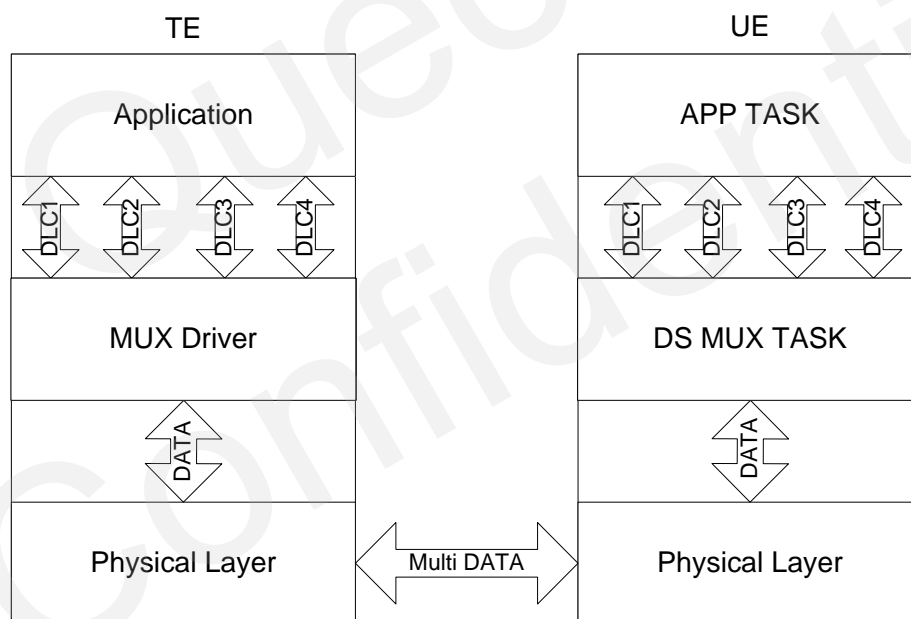 TE
UE
Application
APP TASK
DLC1
DLC2
DLC3
DLC4
DLC1
DLC2
DLC3
DLC4
MUX Driver
DS MUX TASK
DATA
DATA
Physical Layer
Multi DATA
Physical Layer